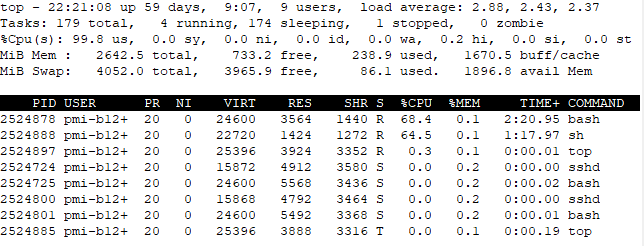 top - 22:21:08 up 59 days,  9:07,  9 users,  load average: 2.88, 2.43, 2.37
Tasks: 179 total,   4 running, 174 sleeping,   1 stopped,   0 zombie
%Cpu(s): 99.8 us,  0.0 sy,  0.0 ni,  0.0 id,  0.0 wa,  0.2 hi,  0.0 si,  0.0 st
MiB Mem :   2642.5 total,    733.2 free,    238.9 used,   1670.5 buff/cache
MiB Swap:   4052.0 total,   3965.9 free,     86.1 used.   1896.8 avail Mem
PID USER      PR  NI    VIRT    RES    SHR S  %CPU  %MEM     TIME+ COMMAND
2524878 pmi-b12+  20   0   24600   3564   1440 R  68.4   0.1   2:20.95 bash
2524888 pmi-b12+  20   0   22720   1424   1272 R  64.5   0.1   1:17.97 sh
2524897 pmi-b12+  20   0   25396   3924   3352 R   0.3   0.1   0:00.01 top
2524724 pmi-b12+  20   0   15872   4912   3580 S   0.0   0.2   0:00.00 sshd
2524725 pmi-b12+  20   0   24600   5568   3436 S   0.0   0.2   0:00.02 bash
2524800 pmi-b12+  20   0   15868   4792   3464 S   0.0   0.2   0:00.00 sshd
2524801 pmi-b12+  20   0   24600   5492   3368 S   0.0   0.2   0:00.01 bash
2524885 pmi-b12+  20   0   25396   3888   3316 T   0.0   0.1   0:00.19 top